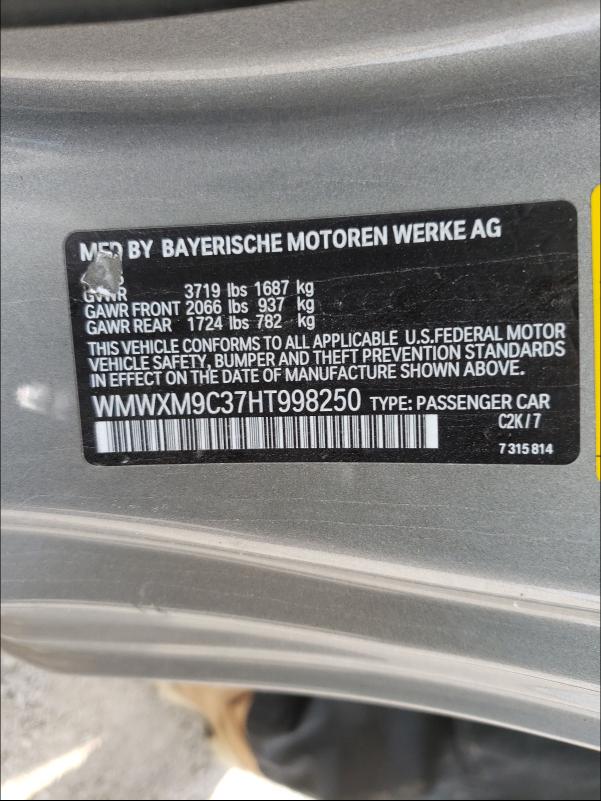 MFD BY BAYERISCHE MOTOREN WERKE AG
GVWR 3719 lbs 1687 kg
GAWR FRONT 2066 lbs 937 kg
GAWR REAR 1724 lbs 782 kg
THIS VEHICLE CONFORMS TO ALL APPLICABLE U.S.FEDERAL MOTOR
VEHICLE SAFETY, BUMPER AND THEFT PREVENTION STANDARDS
IN EFFECT ON THE DATE OF MANUFACTURE SHOWN ABOVE.
WMWXM9C37HT998250 TYPE: PASSENGER CAR
C2K/7
7 315 814